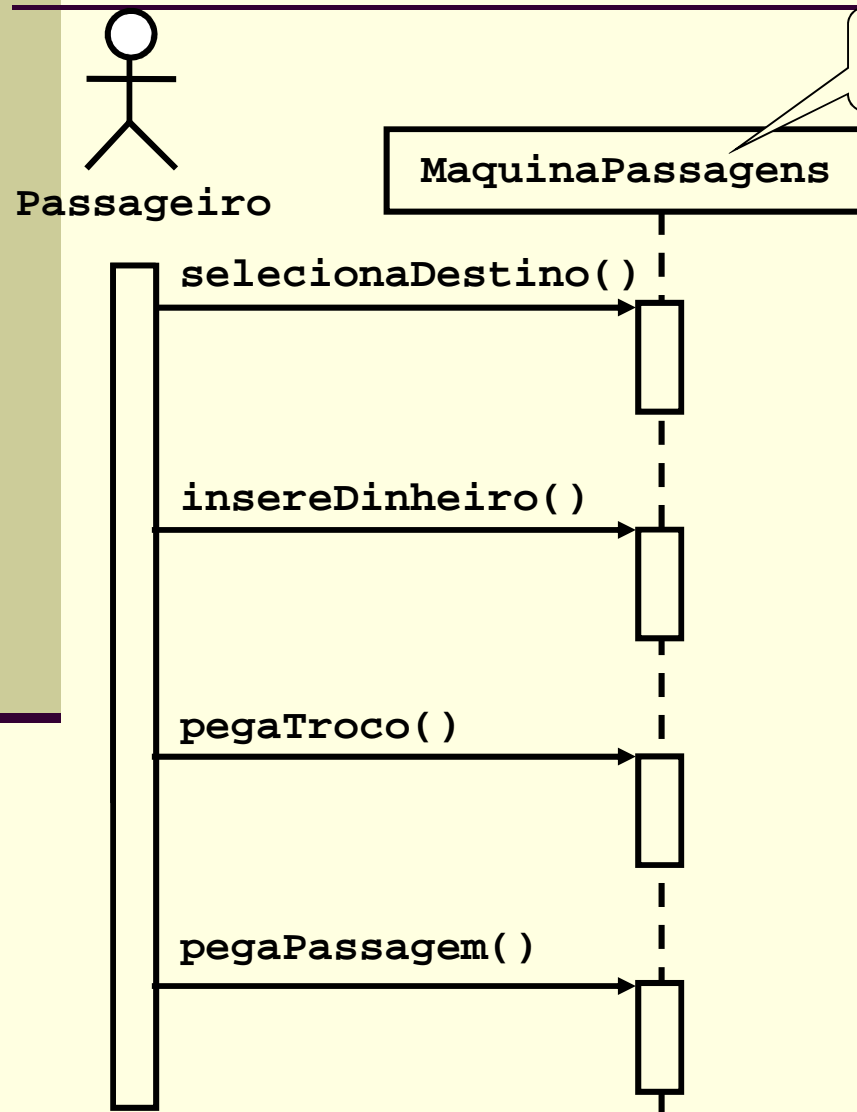 Passageiro
MaquinaPassagens
selecionaDestino()
insereDinheiro()
pegaTroco()
pegaPassagem()